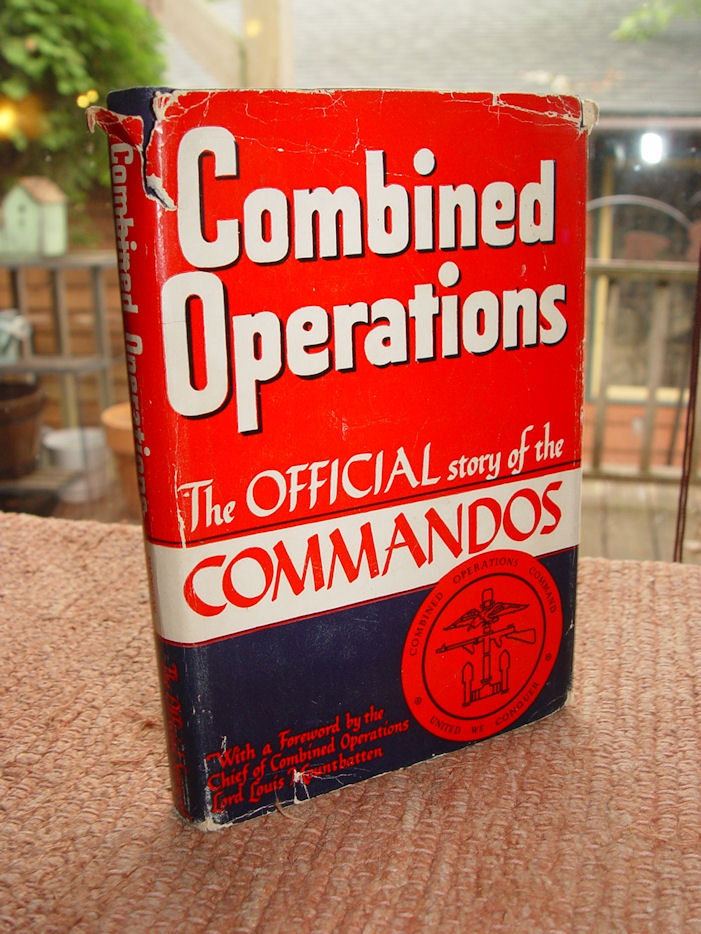 Combined
Operations
The OFFICIAL story of the
COMMANDOS
COMBINED OPERATIONS COMMAND
UNITED WE CONQUER
With a Foreword by the
Chief of Combined Operations
Lord Louis Mountbatten
Combined Operations